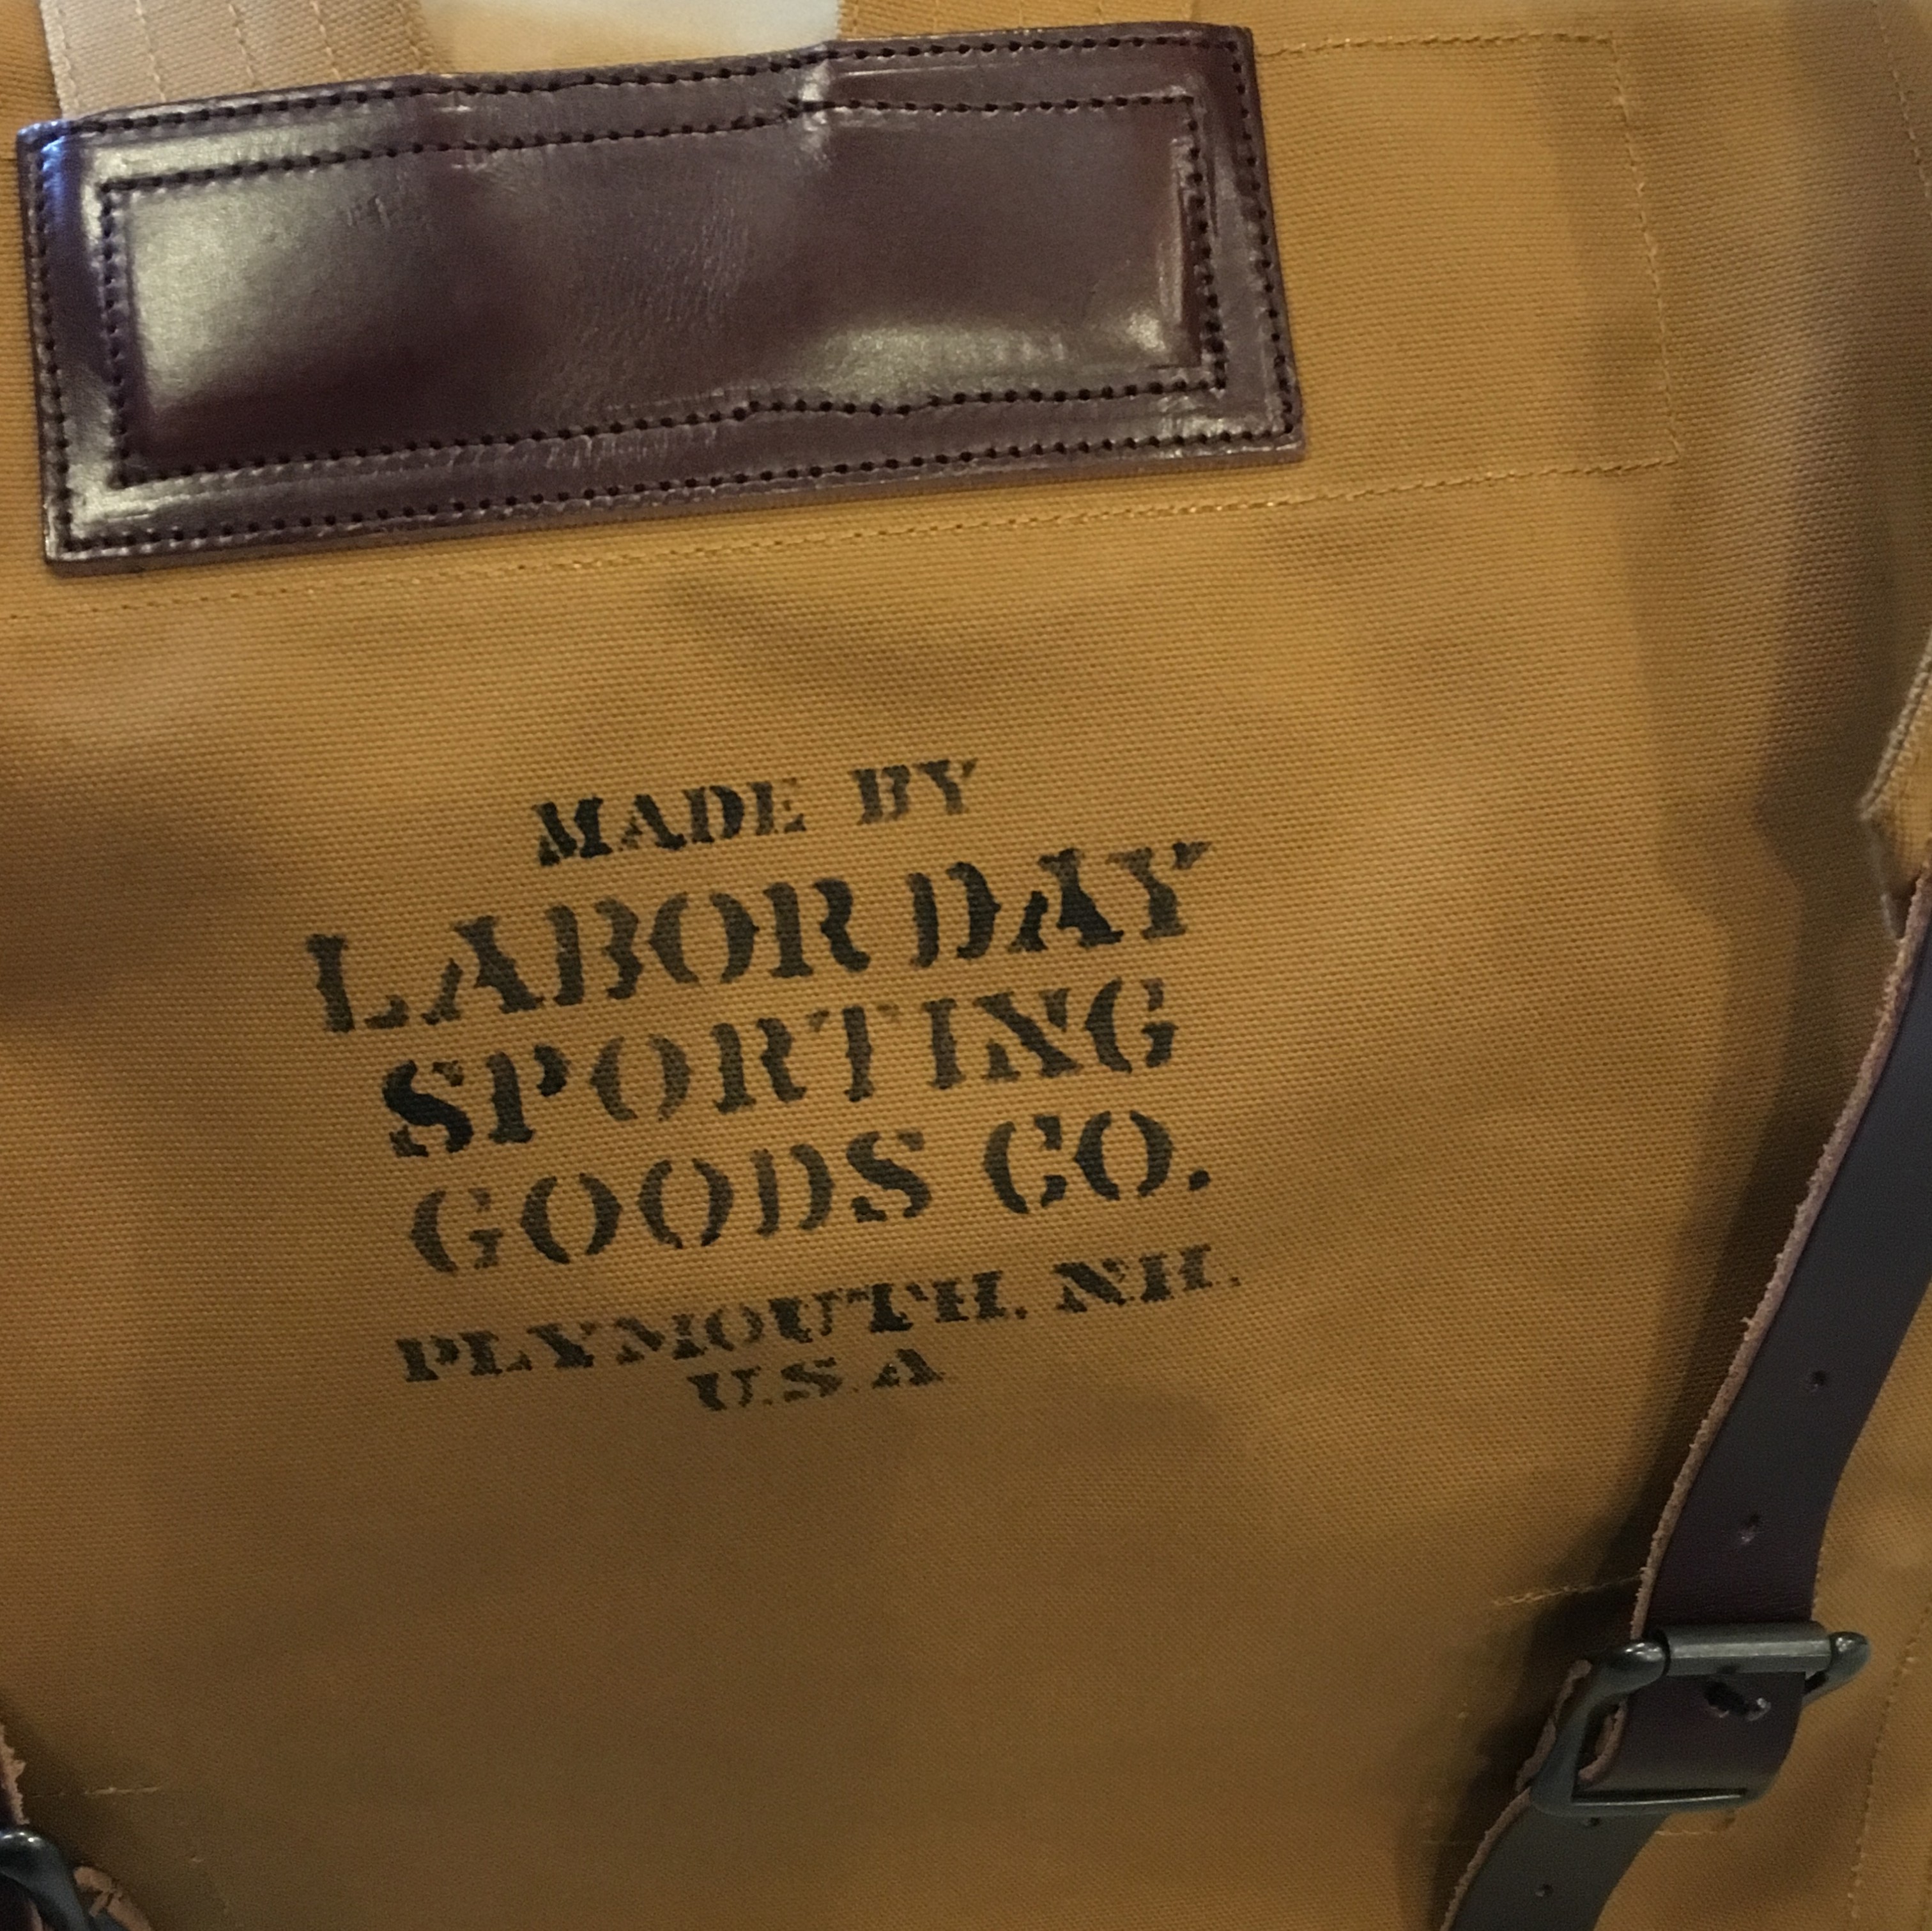 MADE BY
LABOR DAY
SPORTING
GOODS CO.
PLYMOUTH. NH.
U.S.A